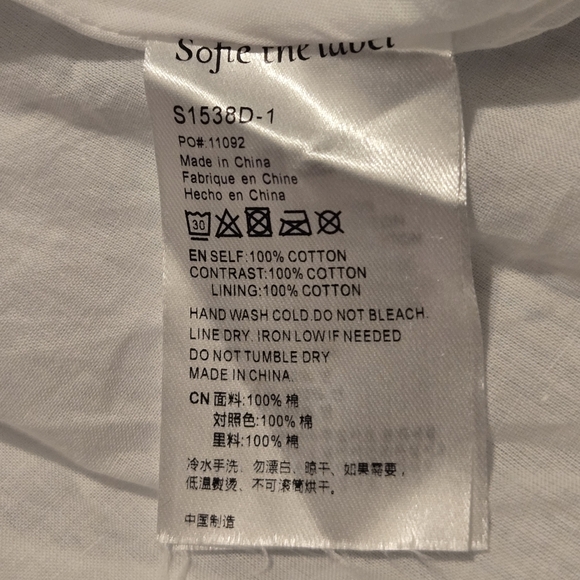 Sofie the label
S1538D-1
PO#:11092
Made in China
Fabrique en Chine
Hecho en China
30
EN SELF:100% COTTON
CONTRAST:100% COTTON
LINING:100% COTTON
HAND WASH COLD.DO NOT BLEACH.
LINE DRY. IRON LOW IF NEEDED
DO NOT TUMBLE DRY
MADE IN CHINA.
CN 面料:100% 棉
对照色:100% 棉
里料:100% 棉
冷水手洗、勿漂白、晾干、如果需要,
低温熨烫、不可滚筒烘干。
中国制造